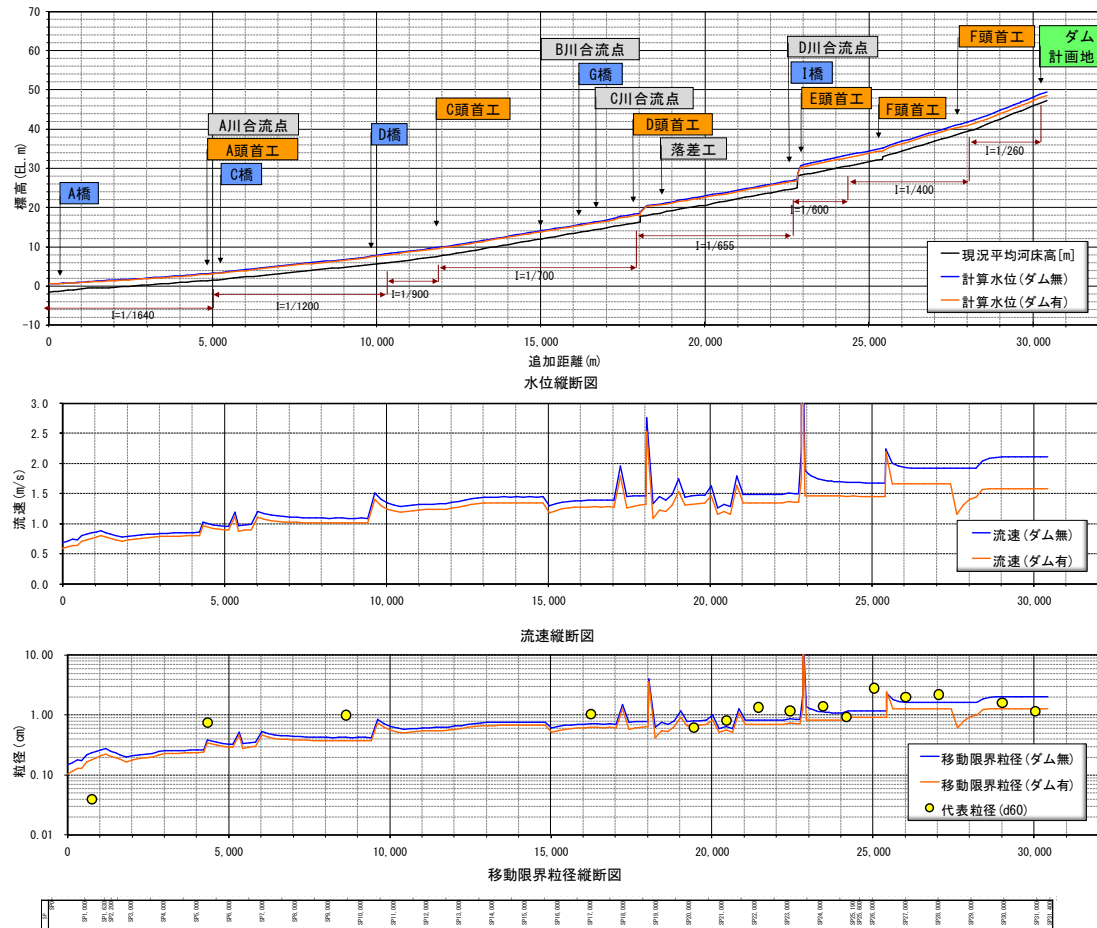 70
60
50
40
30
20
10
0
-10
標高(EL.m)
A橋
A川合流点
A頭首工
C橋
D橋
C頭首工
B川合流点
G橋
C川合流点
D頭首工
落差工
D川合流点
I橋
E頭首工
F頭首工
F頭首工
ダム
計画地
I=1/1640
I=1/1200
I=1/900
I=1/700
I=1/655
I=1/600
I=1/400
I=1/260
現況平均河床高[m]
計算水位(ダム無)
計算水位(ダム有)
0 5,000 10,000 15,000 20,000 25,000 30,000
追加距離(m)
水位縦断図
3.0
2.5
2.0
1.5
1.0
0.5
0.0
流速(m/s)
流速(ダム無)
流速(ダム有)
0 5,000 10,000 15,000 20,000 25,000 30,000
流速縦断図
10.00
1.00
0.10
0.01
粒径(cm)
移動限界粒径(ダム無)
移動限界粒径(ダム有)
代表粒径(d60)
0 5,000 10,000 15,000 20,000 25,000 30,000
移動限界粒径縦断図